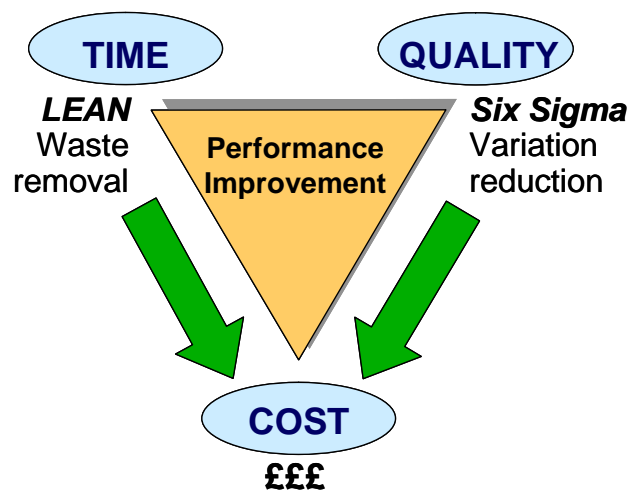 TIME
QUALITY
LEAN
Waste
removal
Six Sigma
Variation
reduction
Performance
Improvement
COST
£££